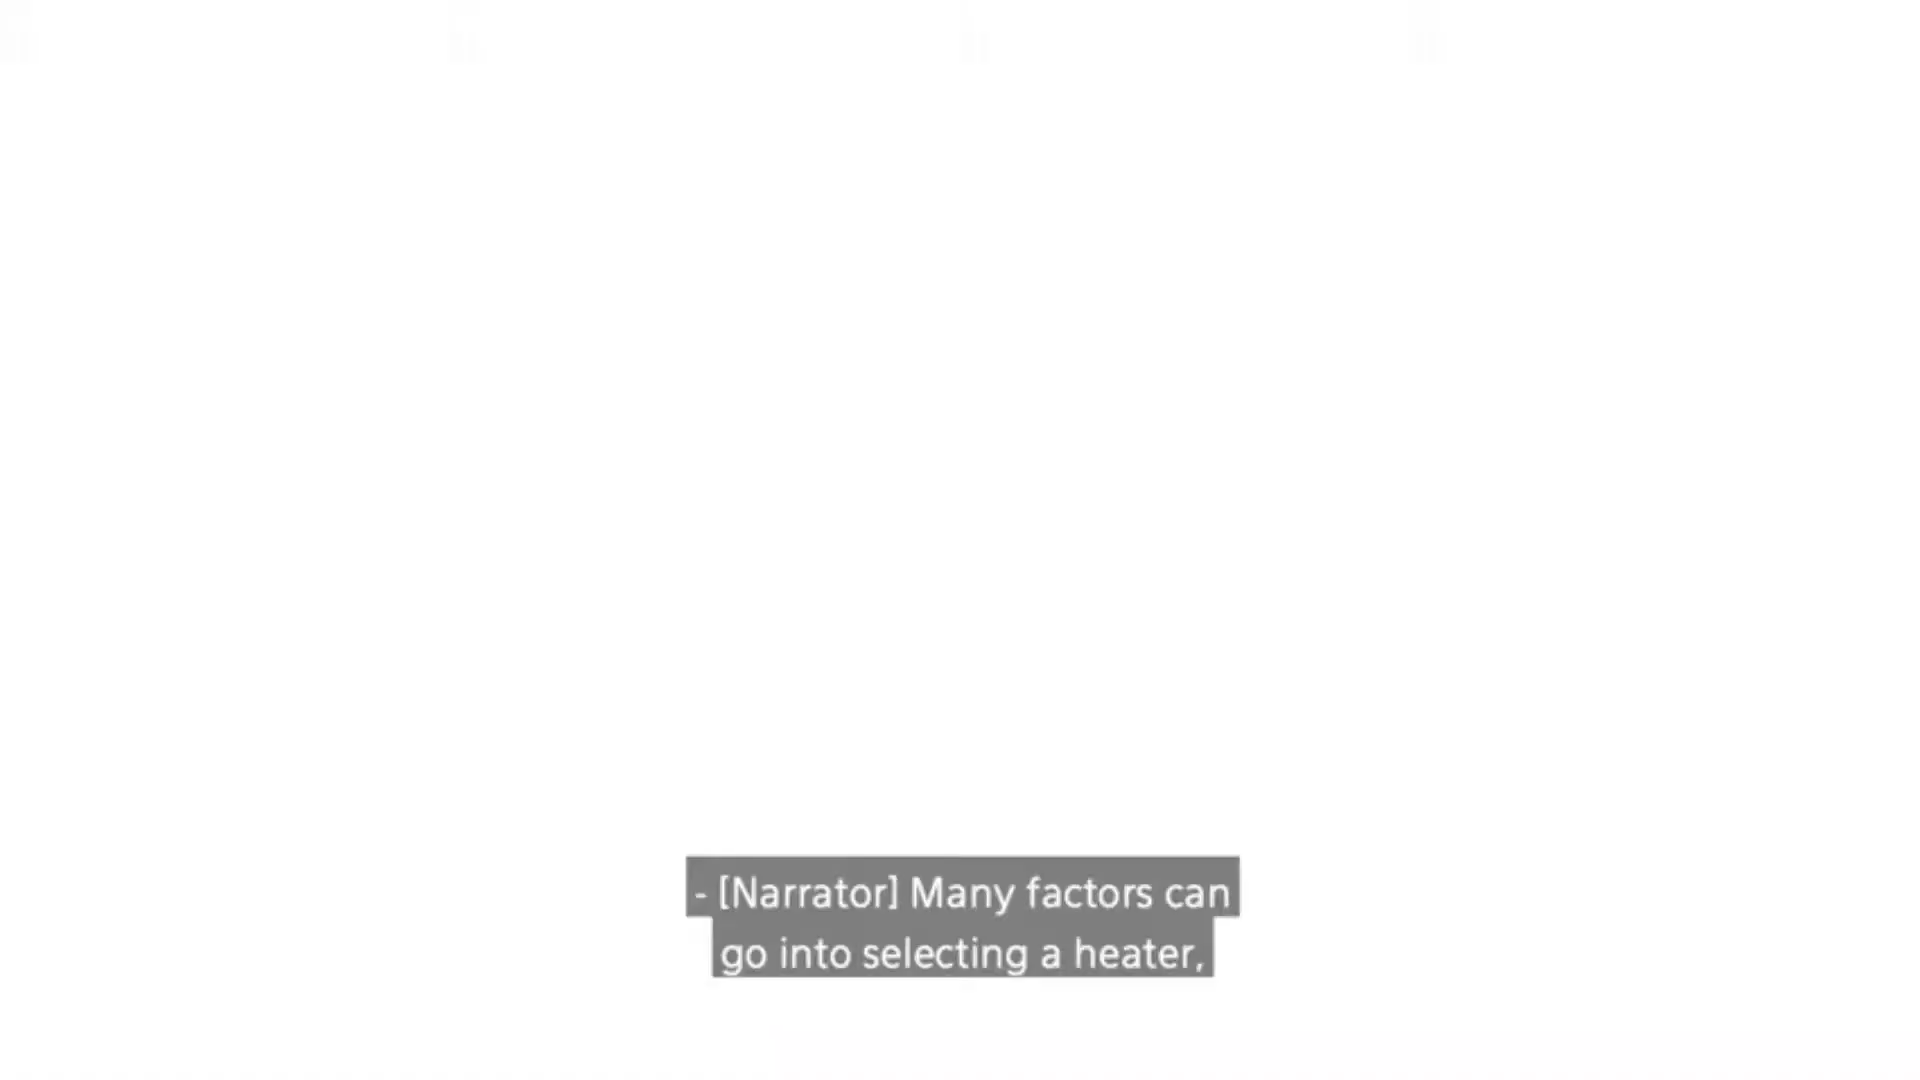 - [Narrator] Many factors can
go into selecting a heater,